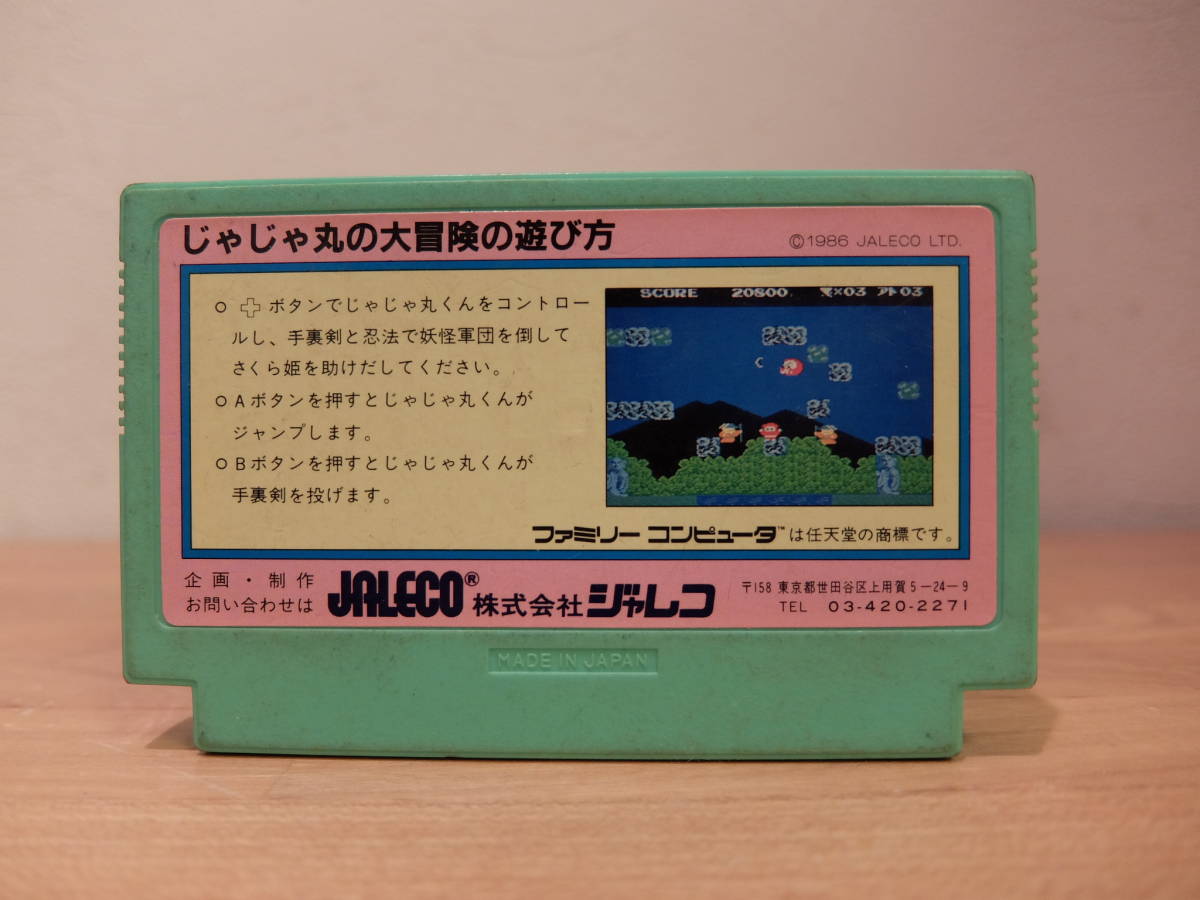 じゃじゃ丸の大冒険の遊び方
©1986 JALECO LTD.
○ ボタンでじゃじゃ丸くんをコントロー
ルし、手裏剣と忍法で妖怪軍団を倒して
さくら姫を助けだしてください。
○Aボタンを押すとじゃじゃ丸くんが
ジャンプします。
○Bボタンを押すとじゃじゃ丸くんが
手裏剣を投げます。
SCORE 20800 ×03 アト03
ファミリー コンピュータ™は任天堂の商標です。
企画・制作
お問い合わせは
JALECO® 株式会社ジャレコ
〒158 東京都世田谷区上用賀5-24-9
TEL 03-420-2271
MADE IN JAPAN